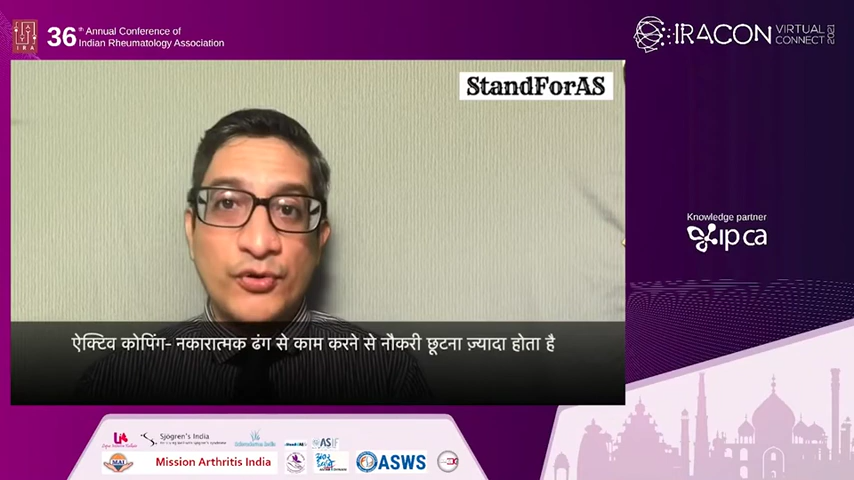 36th Annual Conference of
Indian Rheumatology Association
IRA
IRACON VIRTUAL
CONNECT 2021
StandForAS
Knowledge partner
ipca
ऐक्टिव कोपिंग- नकारात्मक ढंग से काम करने से नौकरी छूटना ज़्यादा होता है
Sjögren's India
ASIF
MAI
Mission Arthritis India
ASWS